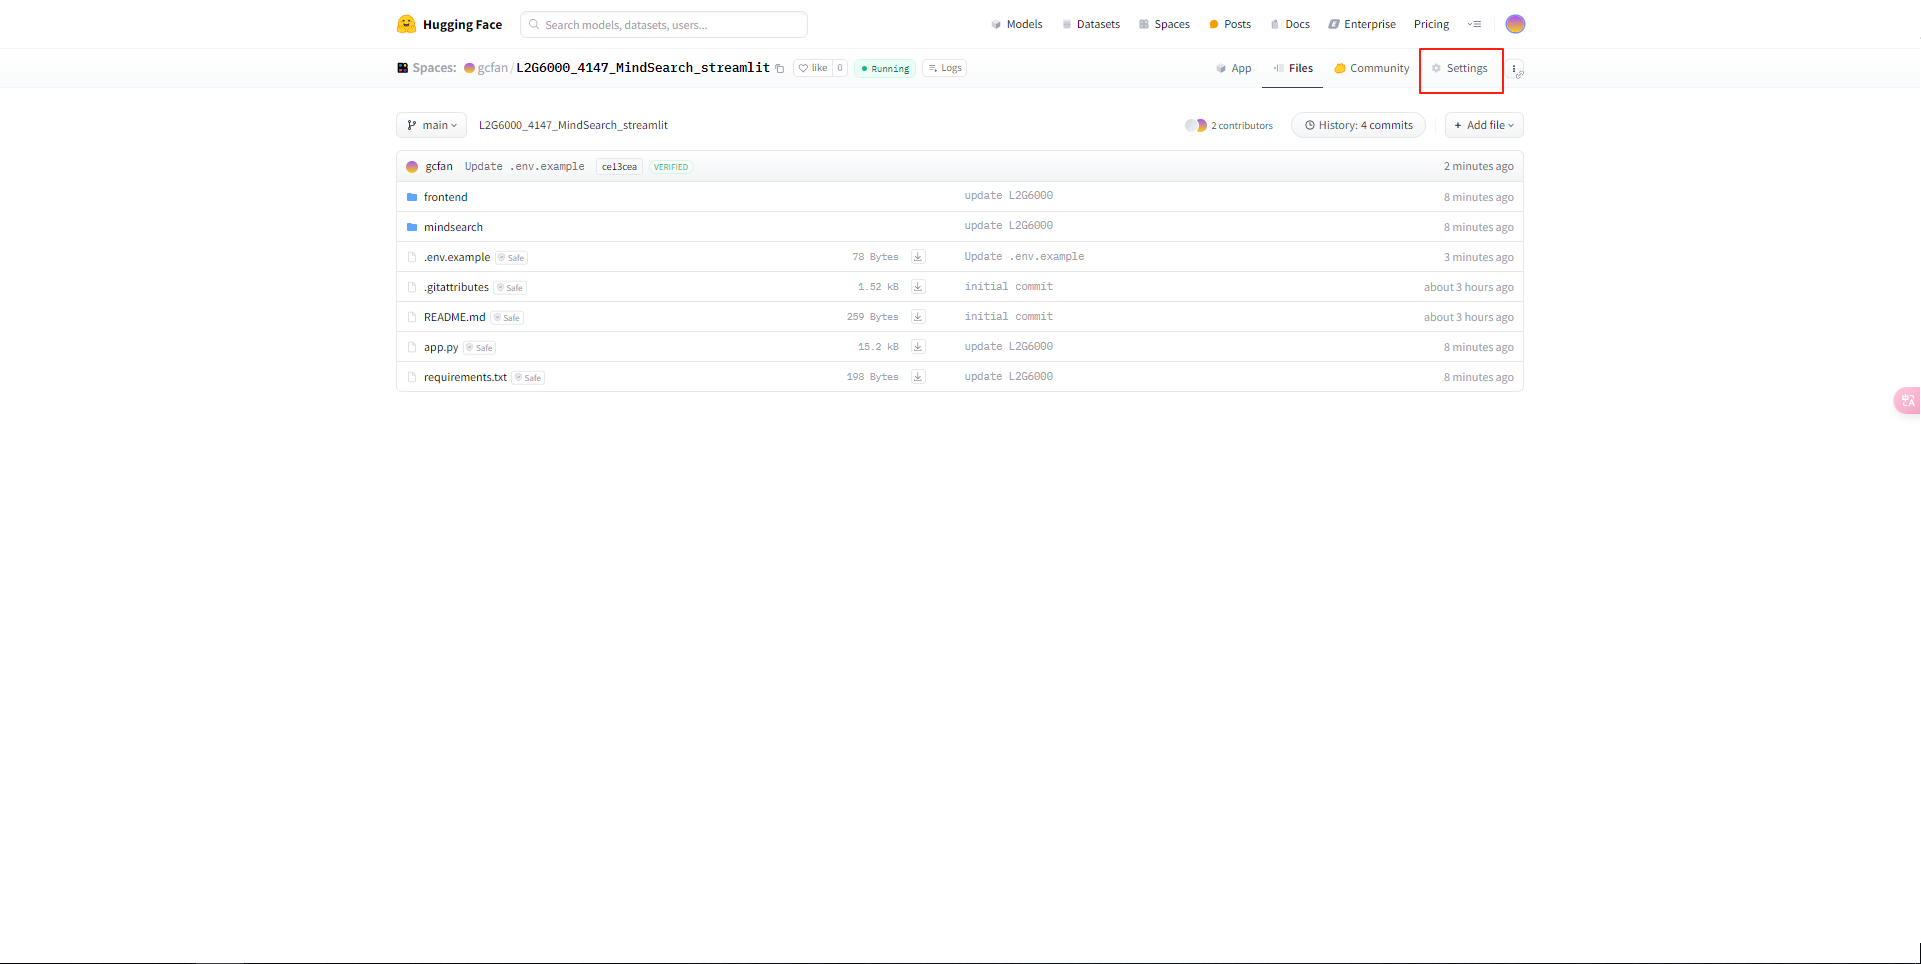 Hugging Face Search models, datasets, users... Models Datasets Spaces Posts Docs Enterprise Pricing
Spaces: gcfan / L2G6000_4147_MindSearch_streamlit like 0 Running Logs App Files Community Settings
main L2G6000_4147_MindSearch_streamlit 2 contributors History: 4 commits + Add file
gcfan Update .env.example ce13cea VERIFIED 2 minutes ago
frontend update L2G6000 8 minutes ago
mindsearch update L2G6000 8 minutes ago
.env.example Safe 78 Bytes Update .env.example 3 minutes ago
.gitattributes Safe 1.52 kB initial commit about 3 hours ago
README.md Safe 259 Bytes initial commit about 3 hours ago
app.py Safe 15.2 kB update L2G6000 8 minutes ago
requirements.txt Safe 198 Bytes update L2G6000 8 minutes ago